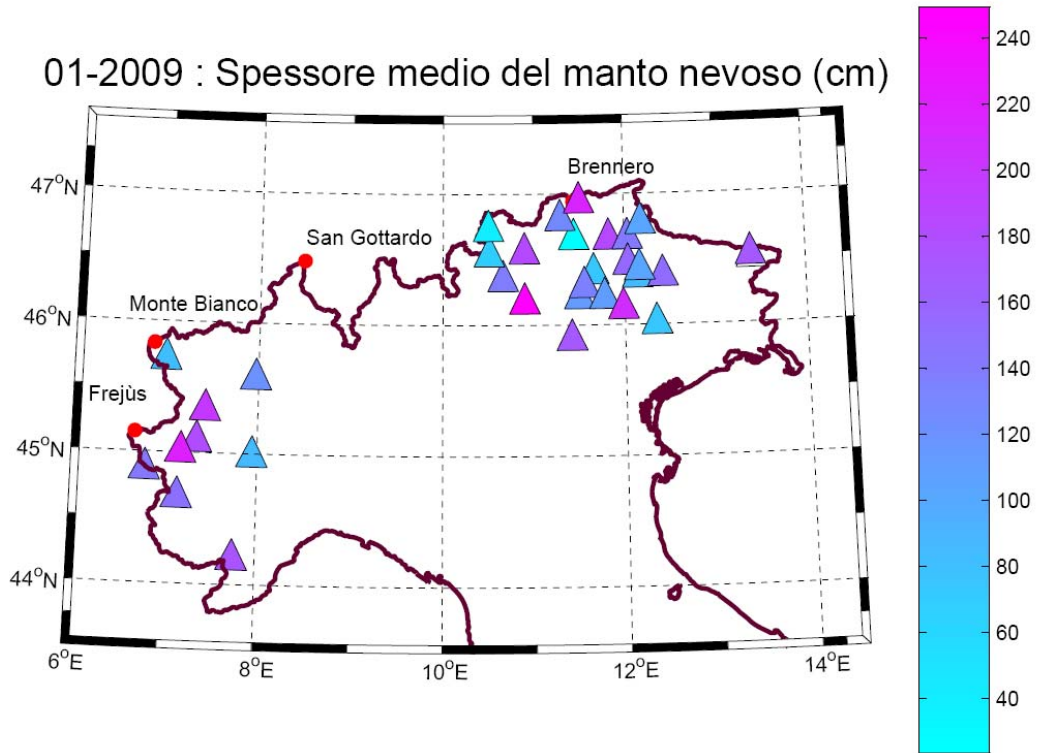 01-2009 : Spessore medio del manto nevoso (cm)
Brennero
47°N
San Gottardo
Monte Bianco
46°N
Frejùs
45°N
44°N
6°E
8°E
10°E
12°E
14°E
240
220
200
180
160
140
120
100
80
60
40